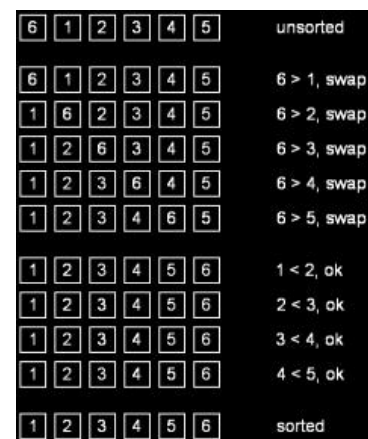 6 1 2 3 4 5 unsorted
6 1 2 3 4 5 6 > 1, swap
1 6 2 3 4 5 6 > 2, swap
1 2 6 3 4 5 6 > 3, swap
1 2 3 6 4 5 6 > 4, swap
1 2 3 4 6 5 6 > 5, swap
1 2 3 4 5 6 1 < 2, ok
1 2 3 4 5 6 2 < 3, ok
1 2 3 4 5 6 3 < 4, ok
1 2 3 4 5 6 4 < 5, ok
1 2 3 4 5 6 sorted